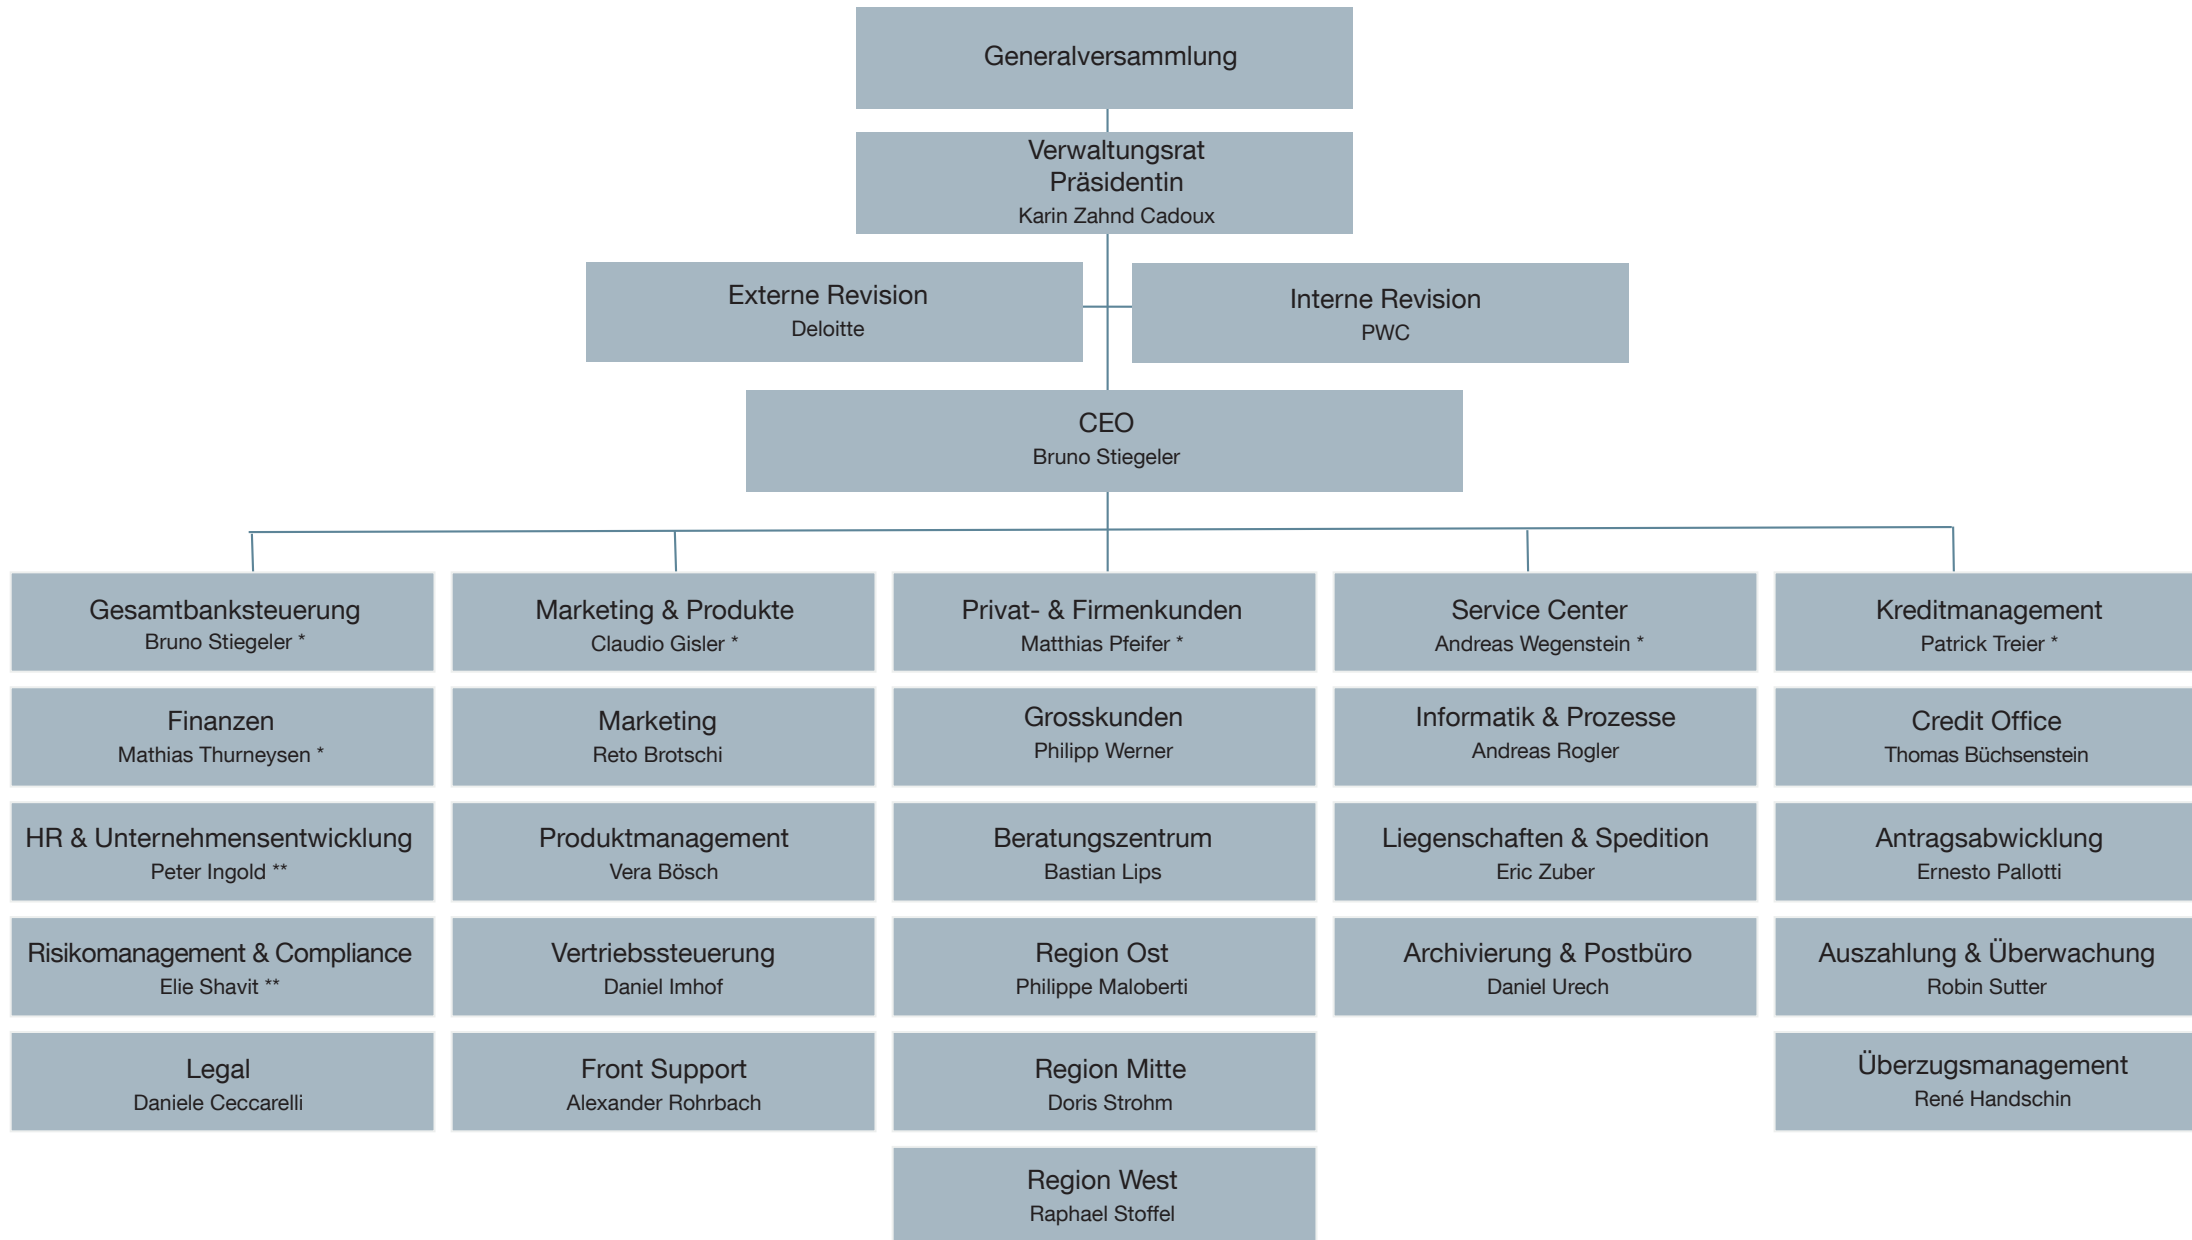 Generalversammlung
Verwaltungsrat
Präsidentin
Karin Zahnd Cadoux
Externe Revision
Deloitte
Interne Revision
PWC
CEO
Bruno Stiegeler
Gesamtbanksteuerung
Bruno Stiegeler *
Finanzen
Mathias Thurneysen *
HR & Unternehmensentwicklung
Peter Ingold **
Risikomanagement & Compliance
Elie Shavit **
Legal
Daniele Ceccarelli
Marketing & Produkte
Claudio Gisler *
Marketing
Reto Brotschi
Produktmanagement
Vera Bösch
Vertriebssteuerung
Daniel Imhof
Front Support
Alexander Rohrbach
Privat- & Firmenkunden
Matthias Pfeifer *
Grosskunden
Philipp Werner
Beratungszentrum
Bastian Lips
Region Ost
Philippe Maloberti
Region Mitte
Doris Strohm
Region West
Raphael Stoffel
Service Center
Andreas Wegenstein *
Informatik & Prozesse
Andreas Rogler
Liegenschaften & Spedition
Eric Zuber
Archivierung & Postbüro
Daniel Urech
Kreditmanagement
Patrick Treier *
Credit Office
Thomas Büchsenstein
Antragsabwicklung
Ernesto Pallotti
Auszahlung & Überwachung
Robin Sutter
Überzugsmanagement
René Handschin